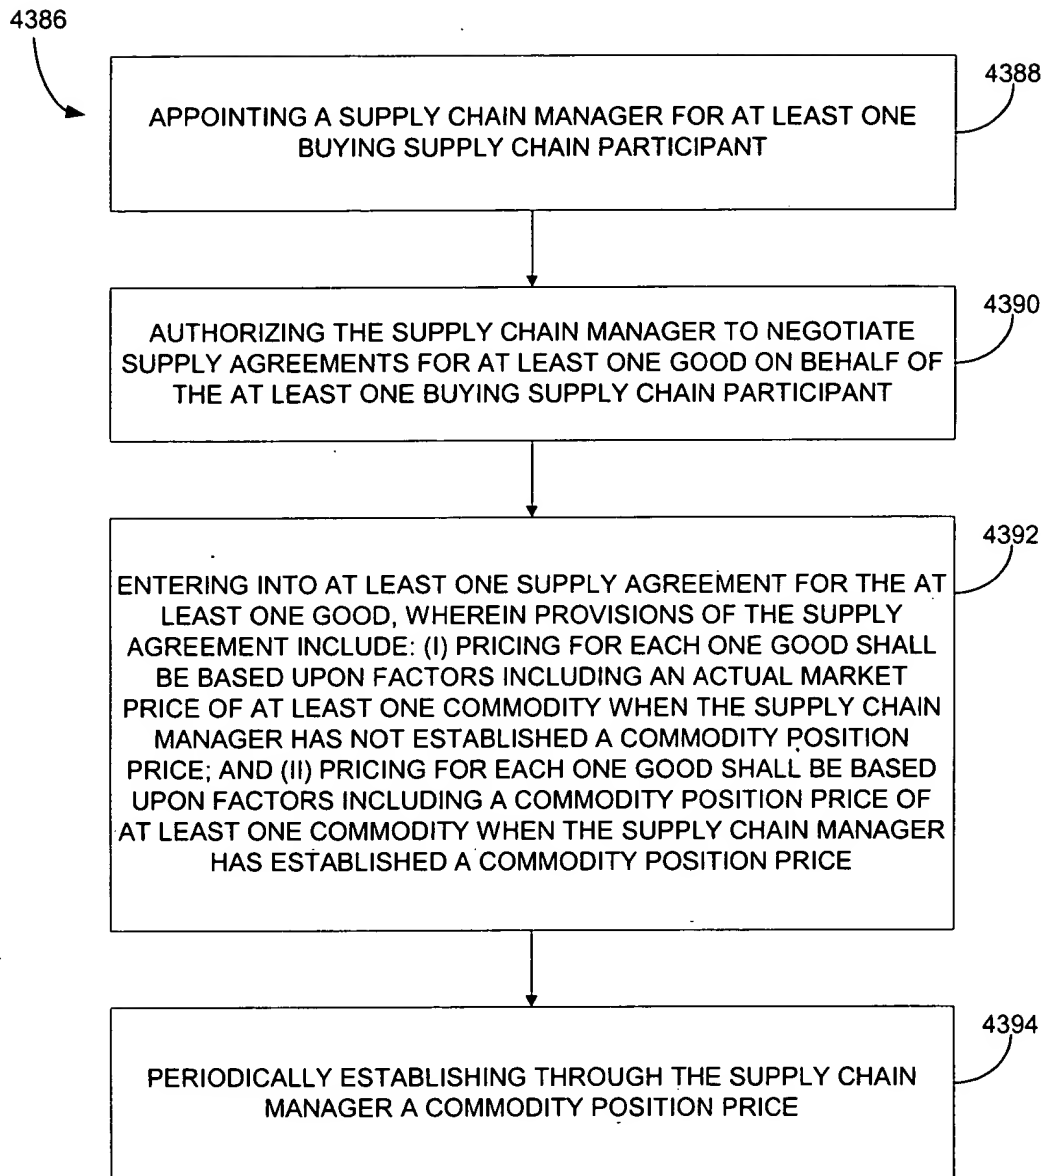 4386
4388
APPOINTING A SUPPLY CHAIN MANAGER FOR AT LEAST ONE
BUYING SUPPLY CHAIN PARTICIPANT
4390
AUTHORIZING THE SUPPLY CHAIN MANAGER TO NEGOTIATE
SUPPLY AGREEMENTS FOR AT LEAST ONE GOOD ON BEHALF OF
THE AT LEAST ONE BUYING SUPPLY CHAIN PARTICIPANT
4392
ENTERING INTO AT LEAST ONE SUPPLY AGREEMENT FOR THE AT
LEAST ONE GOOD, WHEREIN PROVISIONS OF THE SUPPLY
AGREEMENT INCLUDE: (I) PRICING FOR EACH ONE GOOD SHALL
BE BASED UPON FACTORS INCLUDING AN ACTUAL MARKET
PRICE OF AT LEAST ONE COMMODITY WHEN THE SUPPLY CHAIN
MANAGER HAS NOT ESTABLISHED A COMMODITY POSITION
PRICE; AND (II) PRICING FOR EACH ONE GOOD SHALL BE BASED
UPON FACTORS INCLUDING A COMMODITY POSITION PRICE OF
AT LEAST ONE COMMODITY WHEN THE SUPPLY CHAIN MANAGER
HAS ESTABLISHED A COMMODITY POSITION PRICE
4394
PERIODICALLY ESTABLISHING THROUGH THE SUPPLY CHAIN
MANAGER A COMMODITY POSITION PRICE